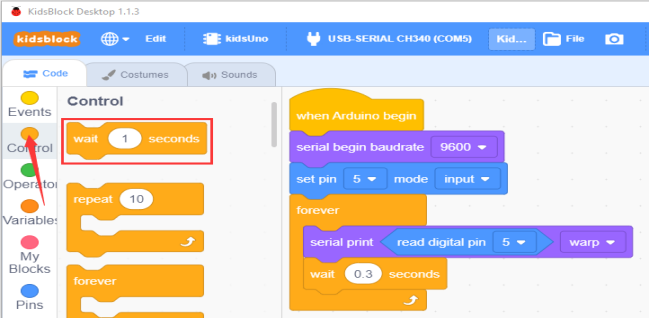 KidsBlock Desktop 1.1.3
kidsblock Edit kidsUno USB-SERIAL CH340 (COM5) Kid... File
Code Costumes Sounds
Events
Control
Operator
Variable
My
Blocks
Pins
Control
wait 1 seconds
repeat 10
forever
when Arduino begin
serial begin baudrate 9600
set pin 5 mode input
forever
serial print read digital pin 5 warp
wait 0.3 seconds